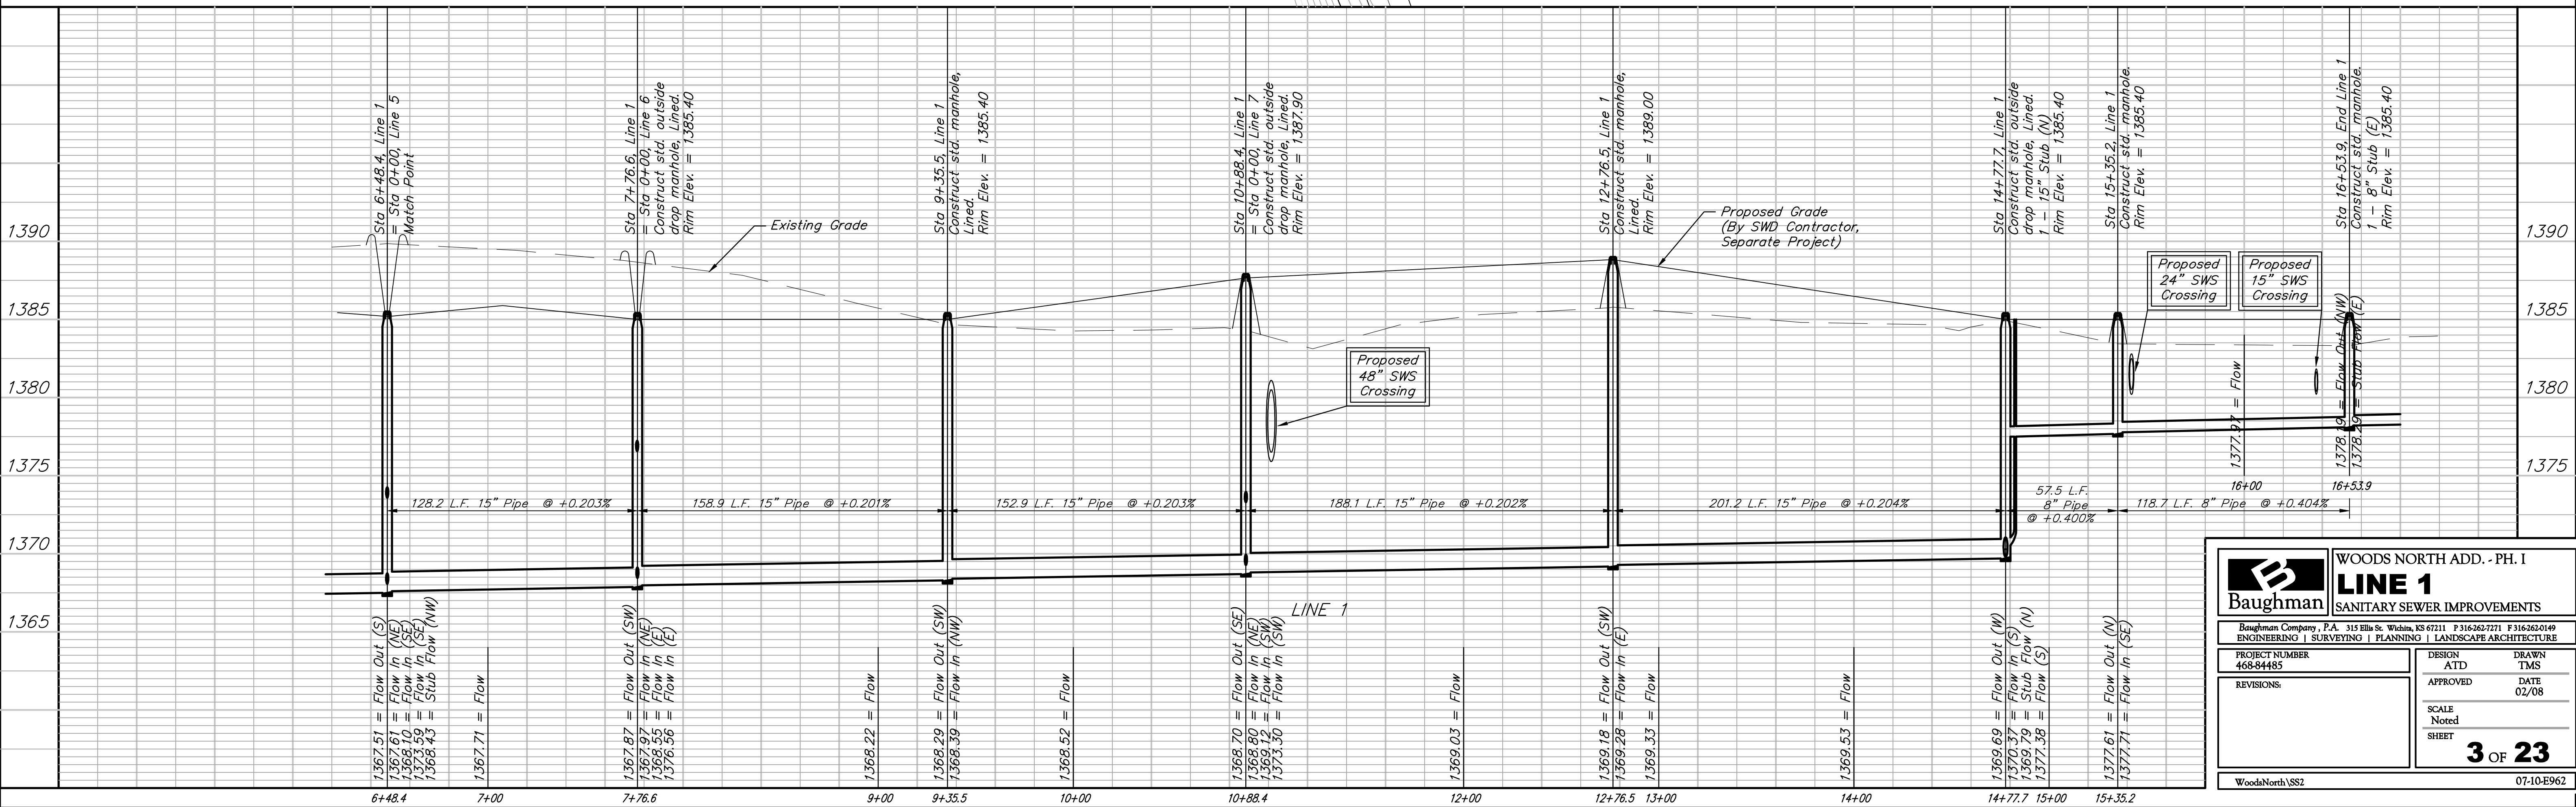 Sta 6+48.4, Line 1
= Sta 0+00, Line 5
Match Point
Sta 7+76.6, Line 1
= Sta 0+00, Line 6
Construct std. outside
drop manhole, Lined.
Rim Elev. = 1385.40
Sta 9+35.5, Line 1
Construct std. manhole,
Lined.
Rim Elev. = 1385.40
Sta 10+88.4, Line 1
= Sta 0+00, Line 7
Construct std. outside
drop manhole, Lined.
Rim Elev. = 1387.90
Sta 12+76.5, Line 1
Construct std. manhole,
Lined.
Rim Elev. = 1389.00
Sta 14+77.7, Line 1
Construct std. outside
drop manhole, Lined.
1 - 15" Stub (N)
Rim Elev. = 1385.40
Sta 15+35.2, Line 1
Construct std. manhole.
Rim Elev. = 1385.40
Sta 16+53.9, End Line 1
Construct std. manhole.
1 - 8" Stub (E)
Rim Elev. = 1385.40
1390
1385
1380
1375
1370
1365
1390
1385
1380
1375
Existing Grade
Proposed Grade
(By SWD Contractor,
Separate Project)
Proposed
48" SWS
Crossing
Proposed
24" SWS
Crossing
Proposed
15" SWS
Crossing
1377.97 = Flow
1378.19 = Flow Out (NW)
1378.29 = Stub Flow (E)
16+00
16+53.9
128.2 L.F. 15" Pipe @ +0.203%
158.9 L.F. 15" Pipe @ +0.201%
152.9 L.F. 15" Pipe @ +0.203%
188.1 L.F. 15" Pipe @ +0.202%
201.2 L.F. 15" Pipe @ +0.204%
57.5 L.F.
8" Pipe
@ +0.400%
118.7 L.F. 8" Pipe @ +0.404%
LINE 1
1367.51 = Flow Out (S)
1367.61 = Flow In (NE)
1368.10 = Flow In (SE)
1373.59 = Flow In (SE)
1368.43 = Stub Flow (NW)
1367.71 = Flow
1367.87 = Flow Out (SW)
1367.97 = Flow In (NE)
1368.55 = Flow In (E)
1376.56 = Flow In (E)
1368.22 = Flow
1368.29 = Flow Out (SW)
1368.39 = Flow In (NW)
1368.52 = Flow
1368.70 = Flow Out (SE)
1368.80 = Flow In (NE)
1369.12 = Flow In (SW)
1373.30 = Flow In (SW)
1369.03 = Flow
1369.18 = Flow Out (SW)
1369.28 = Flow In (E)
1369.33 = Flow
1369.53 = Flow
1369.69 = Flow Out (W)
1370.37 = Flow In (S)
1369.79 = Stub Flow (N)
1377.38 = Flow (S)
1377.61 = Flow Out (N)
1377.71 = Flow In (SE)
6+48.4
7+00
7+76.6
9+00
9+35.5
10+00
10+88.4
12+00
12+76.5
13+00
14+00
14+77.7
15+00
15+35.2
B
Baughman
WOODS NORTH ADD. - PH. I
LINE 1
SANITARY SEWER IMPROVEMENTS
Baughman Company, P.A. 315 Ellis St. Wichita, KS 67211 P 316-262-7271 F 316-262-0149
ENGINEERING | SURVEYING | PLANNING | LANDSCAPE ARCHITECTURE
PROJECT NUMBER
468-84485
REVISIONS:
DESIGN
ATD
DRAWN
TMS
APPROVED
DATE
02/08
SCALE
Noted
SHEET
3 OF 23
WoodsNorth\SS2
07-10-E962